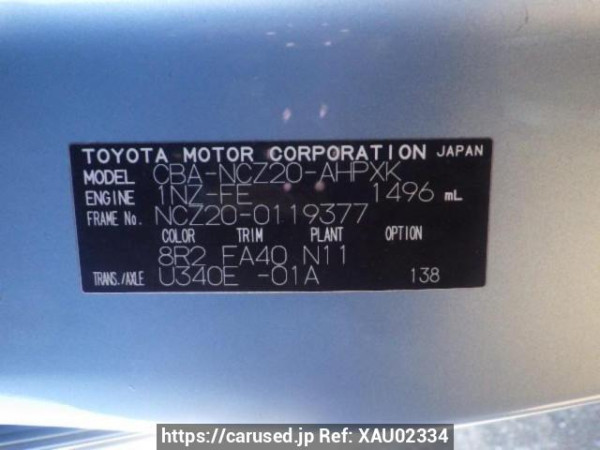 TOYOTA MOTOR CORPORATION JAPAN
MODEL CBA-NCZ20-AHPXK
ENGINE 1NZ-FE 1496 mL
FRAME No. NCZ20-0119377
COLOR TRIM PLANT OPTION
8R2 EA40 N11
TRANS./AXLE U340E -01A 138
https://carused.jp Ref: XAU02334